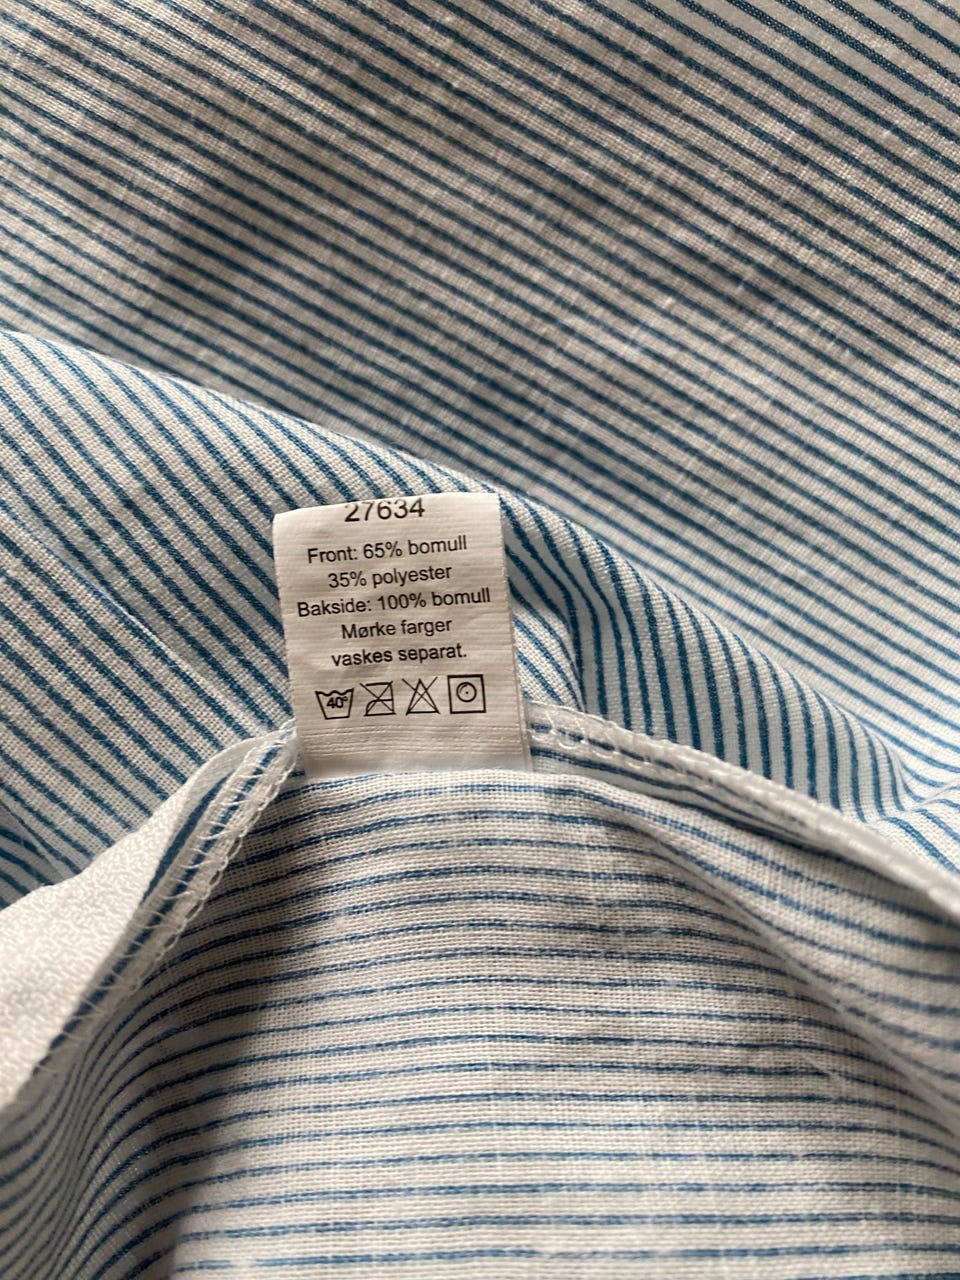 27634
Front: 65% bomull
35% polyester
Bakside: 100% bomull
Mørke farger
vaskes separat.
40°